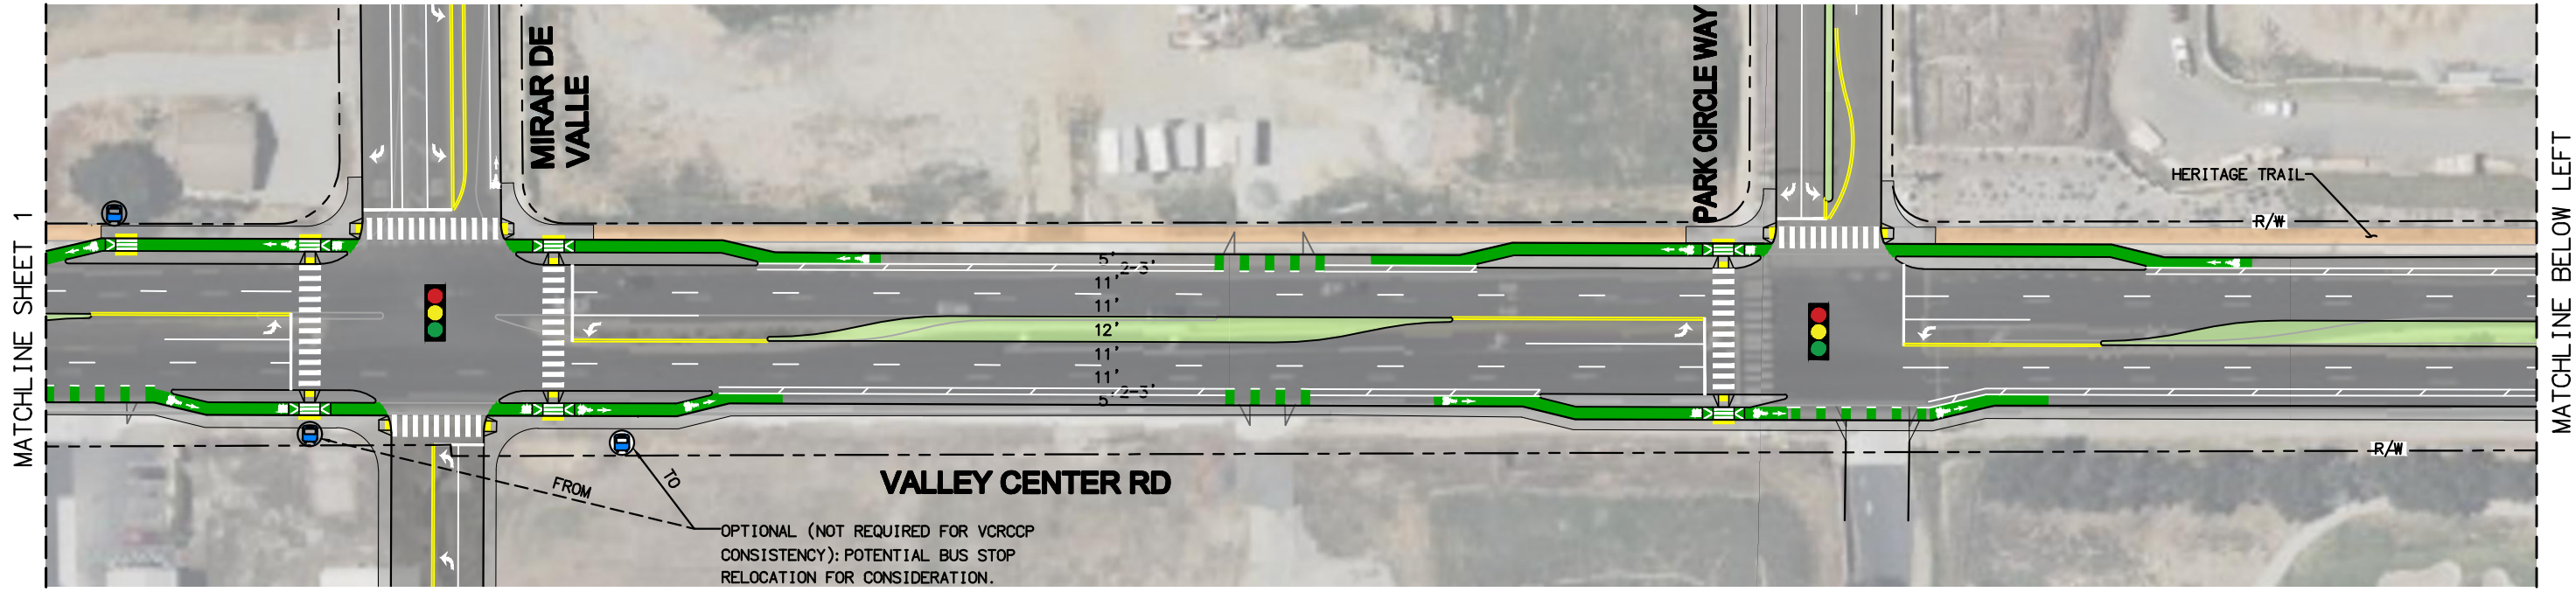 MATCHLINE SHEET 1
MIRAR DE
VALLE
PARK CIRCLE WAY
HERITAGE TRAIL
R/W
MATCHLINE BELOW LEFT
5'
2-3'
11'
11'
12'
11'
11'
2-3'
5'
R/W
FROM
TO
VALLEY CENTER RD
OPTIONAL (NOT REQUIRED FOR VCRCCP
CONSISTENCY): POTENTIAL BUS STOP
RELOCATION FOR CONSIDERATION.